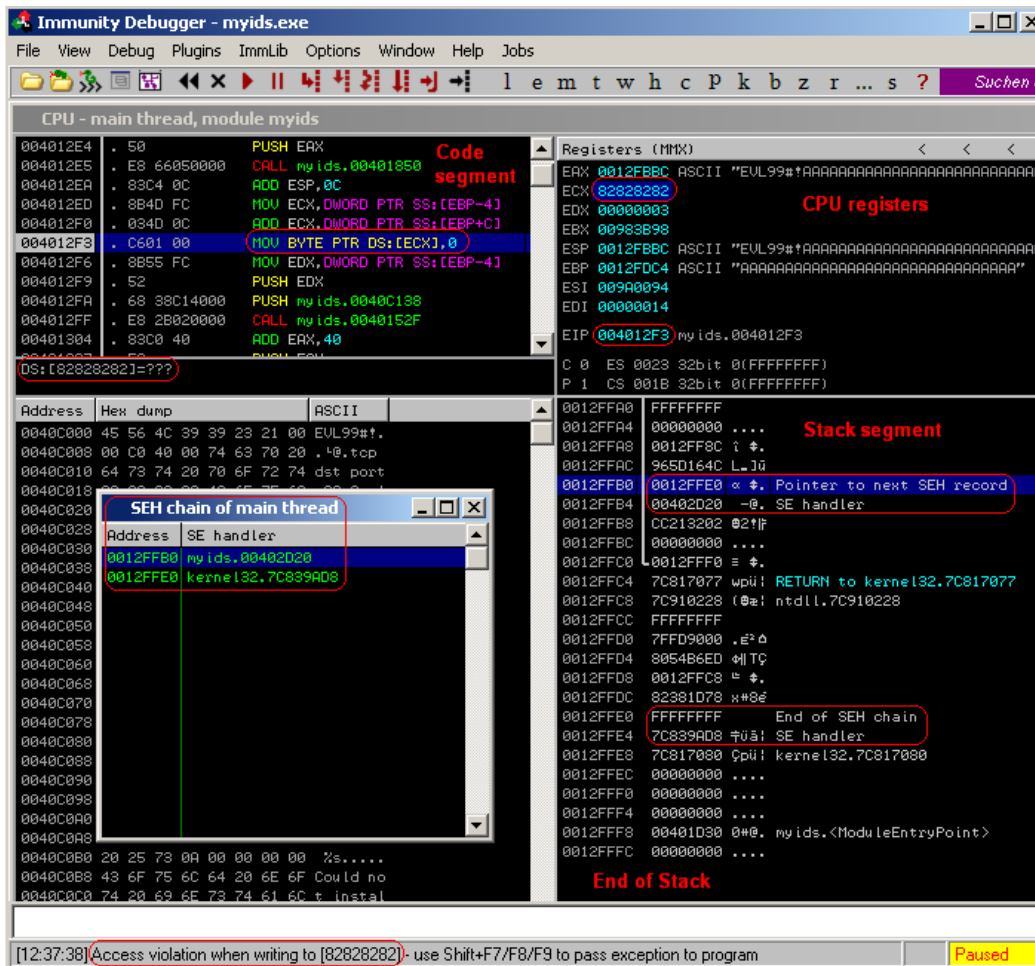 Immunity Debugger - myids.exe
File View Debug Plugins ImmLib Options Window Help Jobs
l e m t w h c P k b z r ... s ? Suchen
CPU - main thread, module myids
004012E4 . 50 PUSH EAX
004012E5 . E8 66050000 CALL myids.00401850
004012EA . 83C4 0C ADD ESP,0C
004012ED . 8B4D FC MOV ECX,DWORD PTR SS:[EBP-4]
004012F0 . 034D 0C ADD ECX,DWORD PTR SS:[EBP+C]
004012F3 . C601 00 MOV BYTE PTR DS:[ECX],0
004012F6 . 8B55 FC MOV EDX,DWORD PTR SS:[EBP-4]
004012F9 . 52 PUSH EDX
004012FA . 68 38C14000 PUSH myids.0040C138
004012FF . E8 2B020000 CALL myids.0040152F
00401304 . 83C0 40 ADD EAX,40
Code segment
DS:[82828282]=???
Registers (MMX) < < <
EAX 0012FBBC ASCII "EVL99#!AAAAAAAAAAAAAAAAAAAAAAAAAA
ECX 82828282
EDX 00000003
EBX 00983B98
ESP 0012FBBC ASCII "EVL99#!AAAAAAAAAAAAAAAAAAAAAAAAAA
EBP 0012FDC4 ASCII "AAAAAAAAAAAAAAAAAAAAAAAAAAAAAAAA"
ESI 009A0094
EDI 00000014
EIP 004012F3 myids.004012F3
C 0 ES 0023 32bit 0(FFFFFFFF)
P 1 CS 001B 32bit 0(FFFFFFFF)
CPU registers
Address Hex dump ASCII
0040C000 45 56 4C 39 39 23 21 00 EVL99#!.
0040C008 00 C0 40 00 74 63 70 20 .└@.tcp
0040C010 64 73 74 20 70 6F 72 74 dst port
0040C018
0040C020
0040C028
0040C030
0040C038
0040C040
0040C048
0040C050
0040C058
0040C060
0040C068
0040C070
0040C078
0040C080
0040C088
0040C090
0040C098
0040C0A0
0040C0A8
0040C0B0 20 25 73 0A 00 00 00 00  %s.....
0040C0B8 43 6F 75 6C 64 20 6E 6F Could no
0040C0C0 74 20 69 6E 73 74 61 6C t instal
SEH chain of main thread
Address SE handler
0012FFB0 myids.00402D20
0012FFE0 kernel32.7C839AD8
0012FFA0 FFFFFFFF
0012FFA4 00000000 ....
0012FFA8 0012FF8C
0012FFAC 965D164C
0012FFB0 0012FFE0 Pointer to next SEH record
0012FFB4 00402D20 SE handler
0012FFB8 CC213202
0012FFBC 00000000 ....
0012FFC0 0012FFF0
0012FFC4 7C817077 RETURN to kernel32.7C817077
0012FFC8 7C910228 ntdll.7C910228
0012FFCC FFFFFFFF
0012FFD0 7FFD9000
0012FFD4 8054B6ED
0012FFD8 0012FFC8
0012FFDC 82381D78
0012FFE0 FFFFFFFF End of SEH chain
0012FFE4 7C839AD8 SE handler
0012FFE8 7C817080 kernel32.7C817080
0012FFEC 00000000 ....
0012FFF0 00000000 ....
0012FFF4 00000000 ....
0012FFF8 00401D30 0#@. myids.<ModuleEntryPoint>
0012FFFC 00000000 ....
Stack segment
End of Stack
[12:37:38] Access violation when writing to [82828282] - use Shift+F7/F8/F9 to pass exception to program
Paused